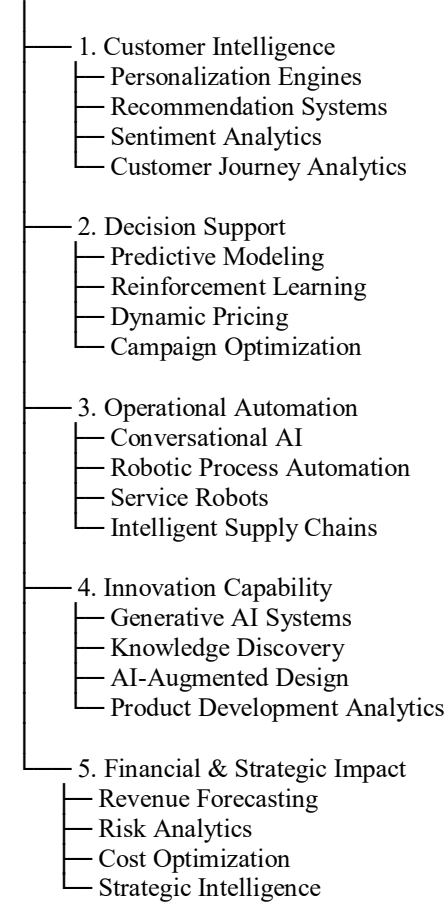 1. Customer Intelligence
Personalization Engines
Recommendation Systems
Sentiment Analytics
Customer Journey Analytics
2. Decision Support
Predictive Modeling
Reinforcement Learning
Dynamic Pricing
Campaign Optimization
3. Operational Automation
Conversational AI
Robotic Process Automation
Service Robots
Intelligent Supply Chains
4. Innovation Capability
Generative AI Systems
Knowledge Discovery
AI-Augmented Design
Product Development Analytics
5. Financial & Strategic Impact
Revenue Forecasting
Risk Analytics
Cost Optimization
Strategic Intelligence